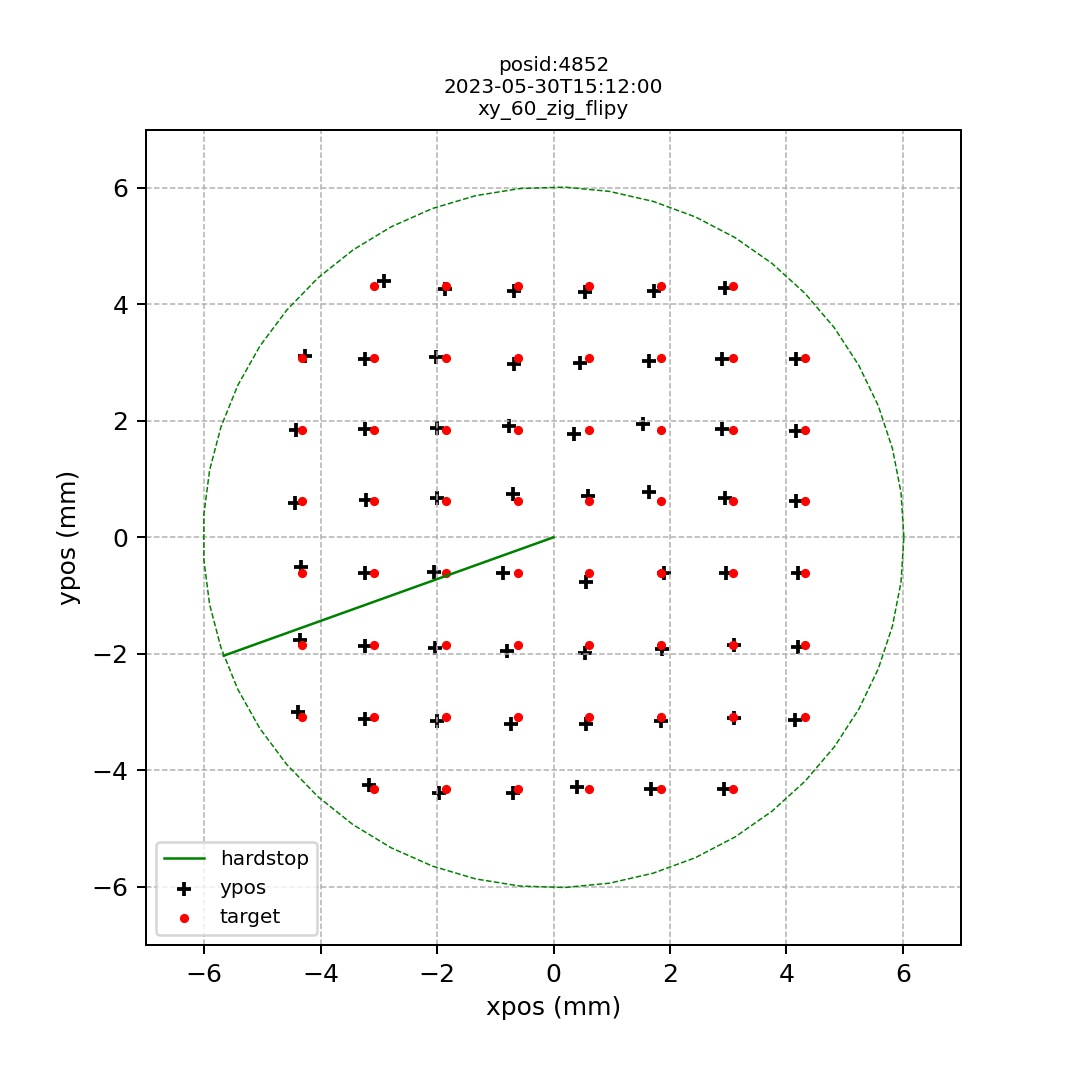 posid:4852
2023-05-30T15:12:00
xy_60_zig_flipy
6
4
2
0
−2
−4
−6
ypos (mm)
hardstop
ypos
target
−6
−4
−2
0
2
4
6
xpos (mm)